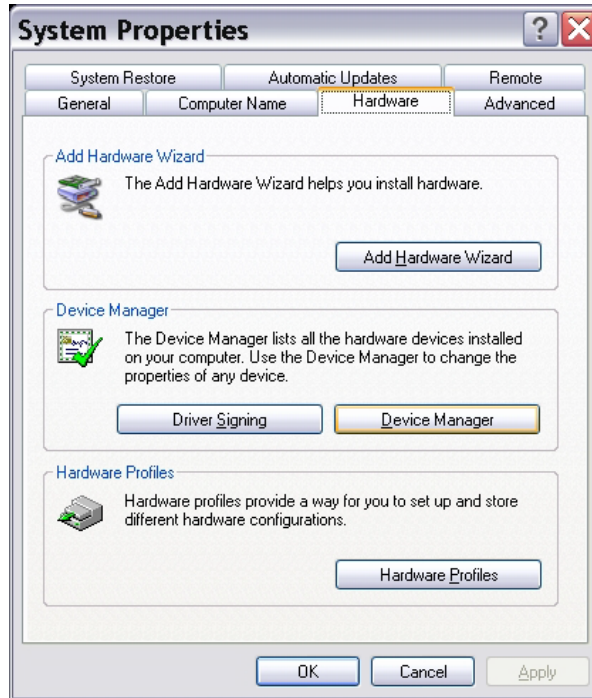 System Properties
System Restore Automatic Updates Remote
General Computer Name Hardware Advanced
Add Hardware Wizard
The Add Hardware Wizard helps you install hardware.
Add Hardware Wizard
Device Manager
The Device Manager lists all the hardware devices installed
on your computer. Use the Device Manager to change the
properties of any device.
Driver Signing Device Manager
Hardware Profiles
Hardware profiles provide a way for you to set up and store
different hardware configurations.
Hardware Profiles
OK Cancel Apply